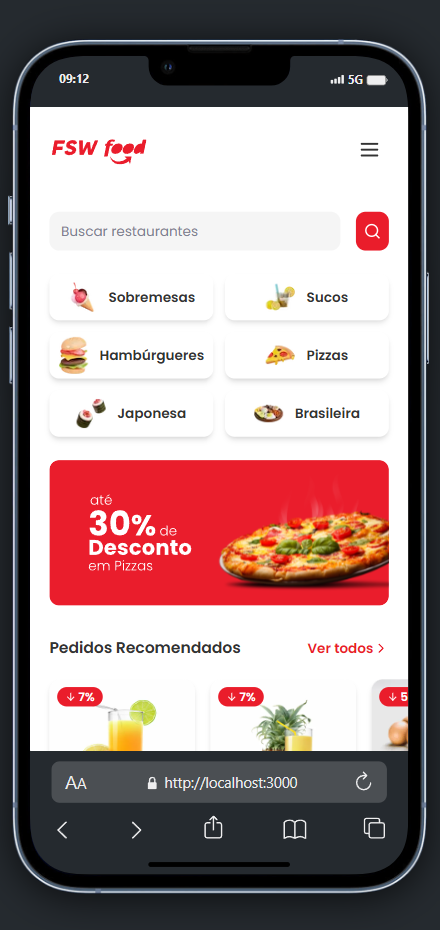 09:12
5G
FSW food
Buscar restaurantes
Sobremesas
Sucos
Hambúrgueres
Pizzas
Japonesa
Brasileira
até
30% de
Desconto
em Pizzas
Pedidos Recomendados
Ver todos
7%
7%
5
AA
http://localhost:3000